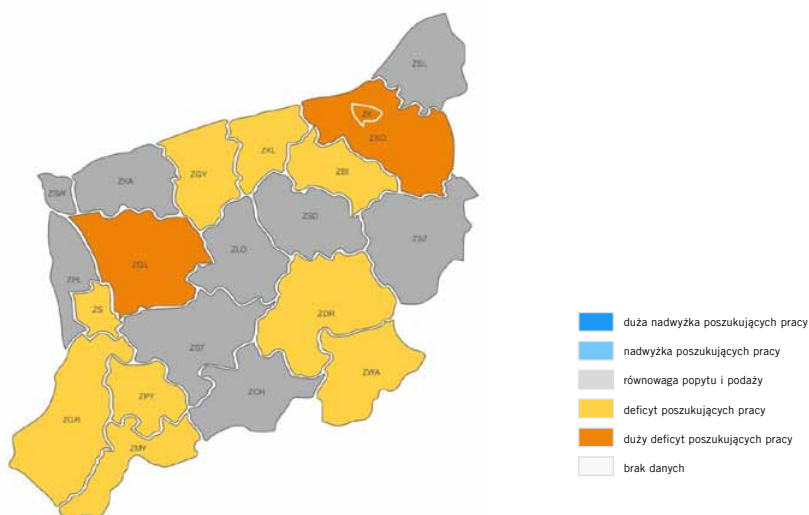 ZSL
ZK
ZKO
ZKL
ZGY
ZBI
ZKA
ZSW
ZSD
ZSZ
ZLO
ZGL
ZPL
ZS
ZDR
ZST
ZWA
ZCH
ZPY
ZGR
ZMY
duża nadwyżka poszukujących pracy
nadwyżka poszukujących pracy
równowaga popytu i podaży
deficyt poszukujących pracy
duży deficyt poszukujących pracy
brak danych